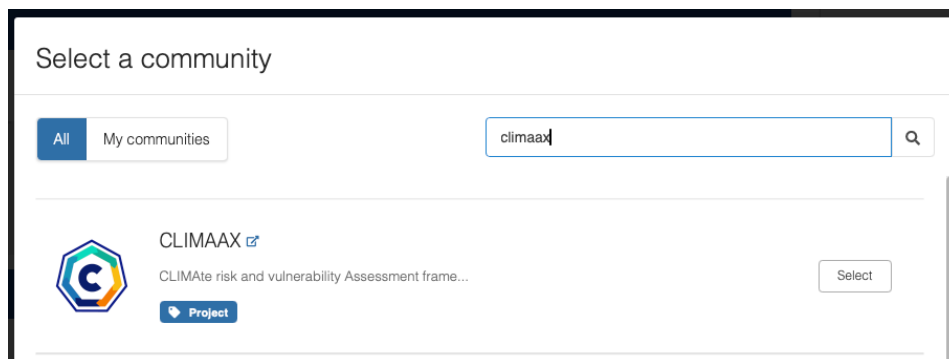 Select a community
All My communities climaax
CLIMAAX
CLIMAte risk and vulnerability Assessment frame...
Select
Project